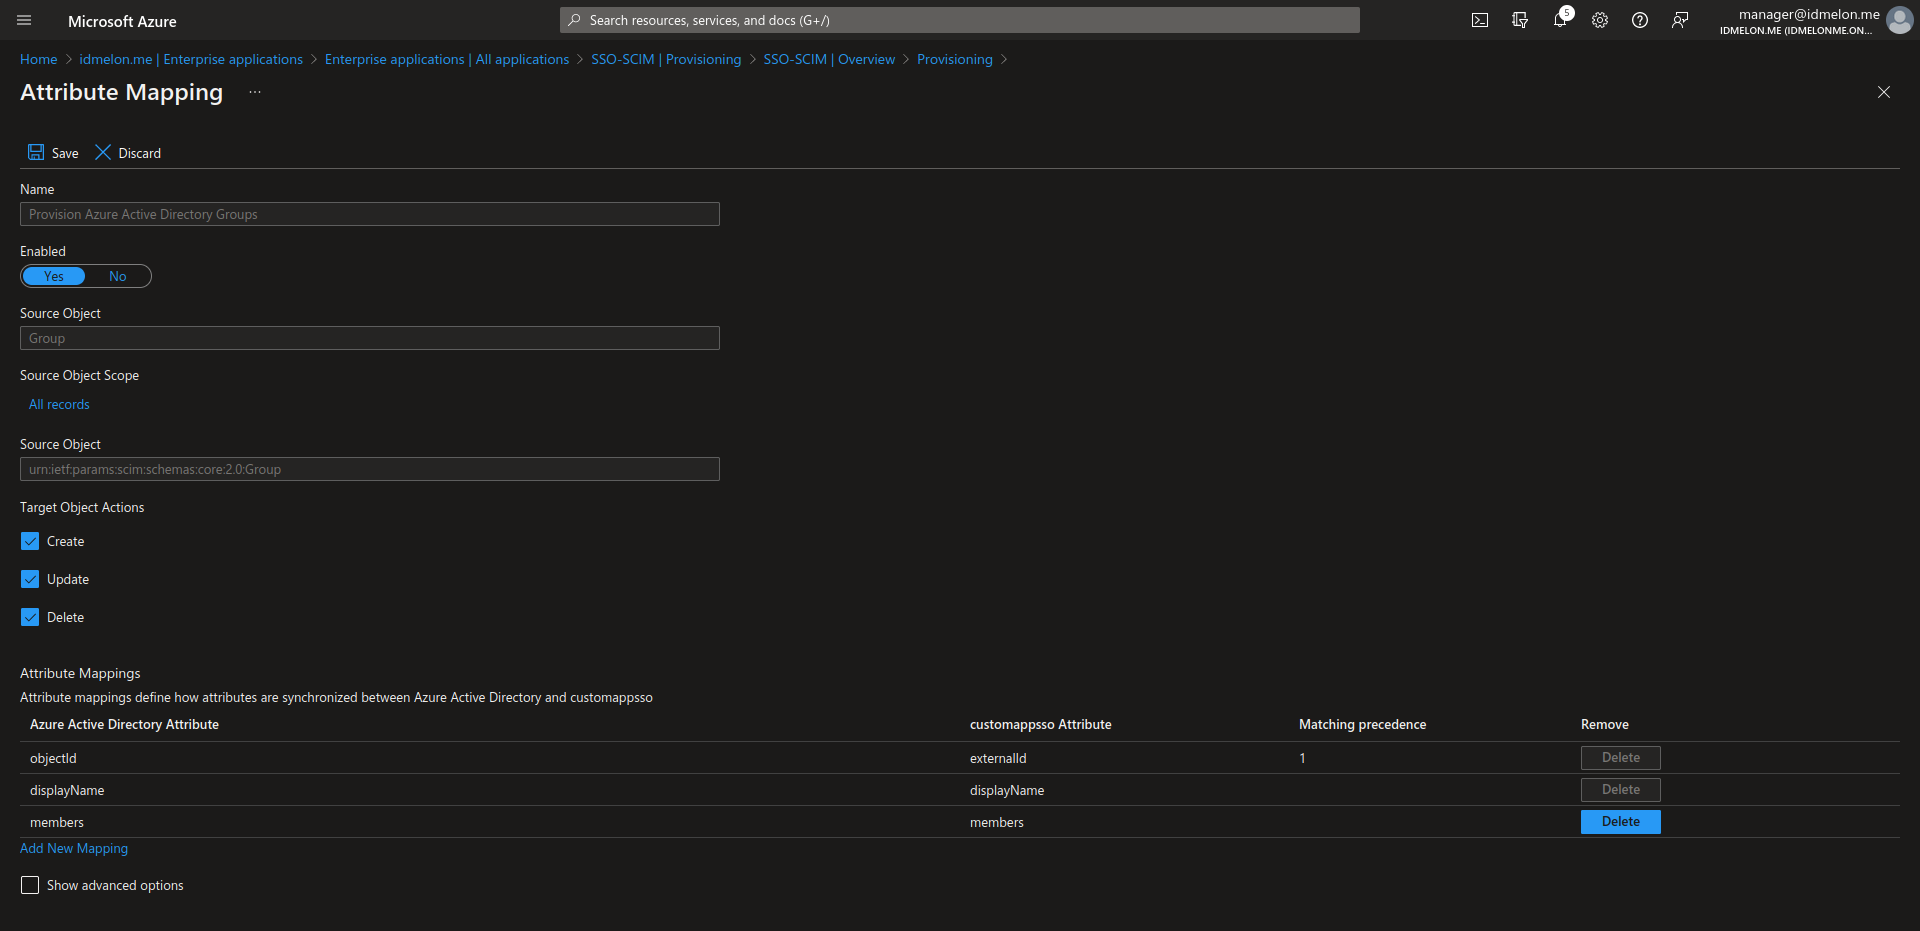 Microsoft Azure
Search resources, services, and docs (G+/)
5
manager@idmelon.me
IDMELON.ME (IDMELONME.ON...
Home > idmelon.me | Enterprise applications > Enterprise applications | All applications > SSO-SCIM | Provisioning > SSO-SCIM | Overview > Provisioning >
Attribute Mapping ...
Save Discard
Name
Provision Azure Active Directory Groups
Enabled
Yes No
Source Object
Group
Source Object Scope
All records
Source Object
urn:ietf:params:scim:schemas:core:2.0:Group
Target Object Actions
Create
Update
Delete
Attribute Mappings
Attribute mappings define how attributes are synchronized between Azure Active Directory and customappsso
Azure Active Directory Attribute customappsso Attribute Matching precedence Remove
objectId externalId 1 Delete
displayName displayName Delete
members members Delete
Add New Mapping
Show advanced options